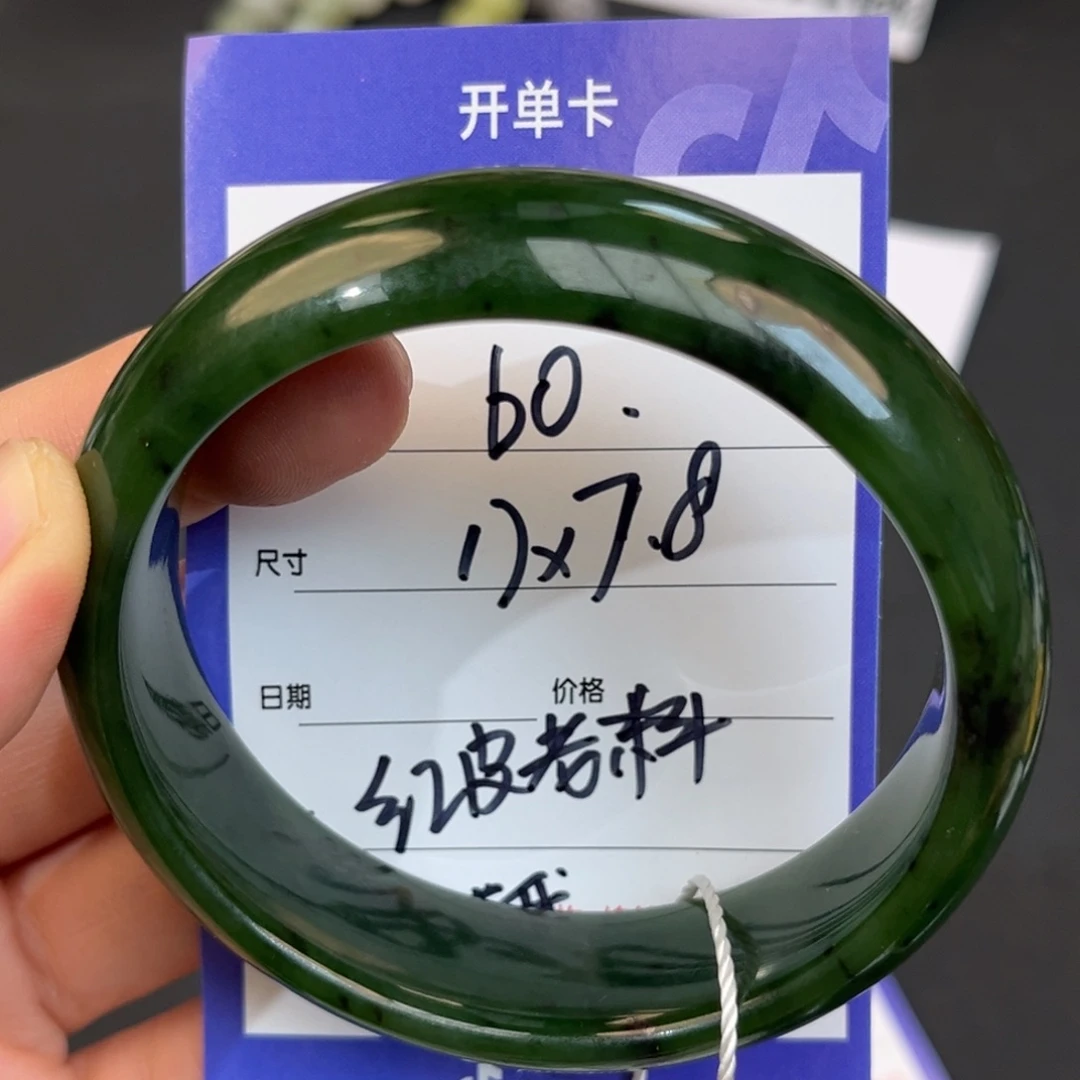 开单卡
60.
尺寸 17x7.8
日期 价格
红皮老料